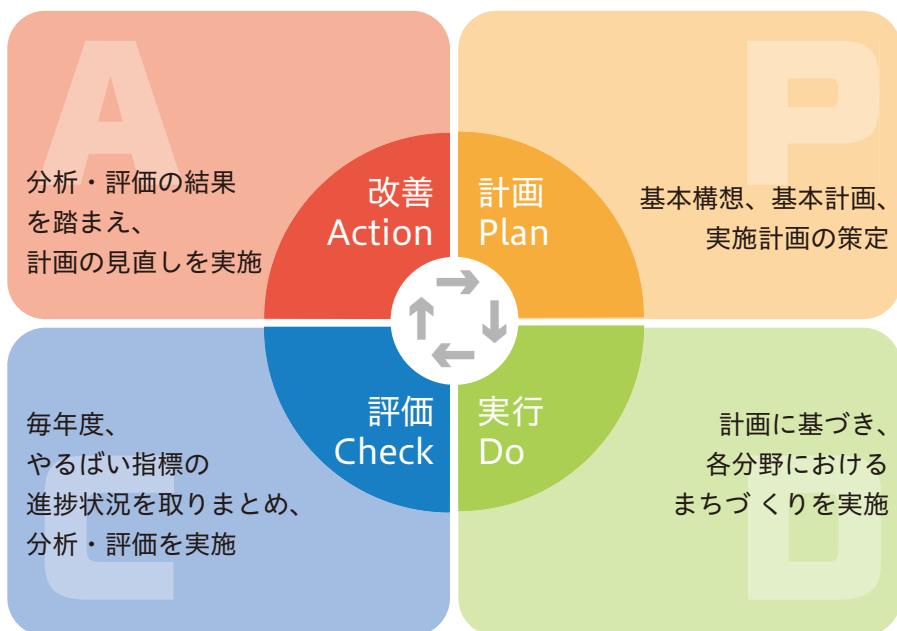 A
分析・評価の結果
を踏まえ、
計画の見直しを実施
改善
Action
P
計画
Plan
基本構想、基本計画、
実施計画の策定
C
毎年度、
やるばい指標の
進捗状況を取りまとめ、
分析・評価を実施
評価
Check
D
実行
Do
計画に基づき、
各分野における
まちづくりを実施